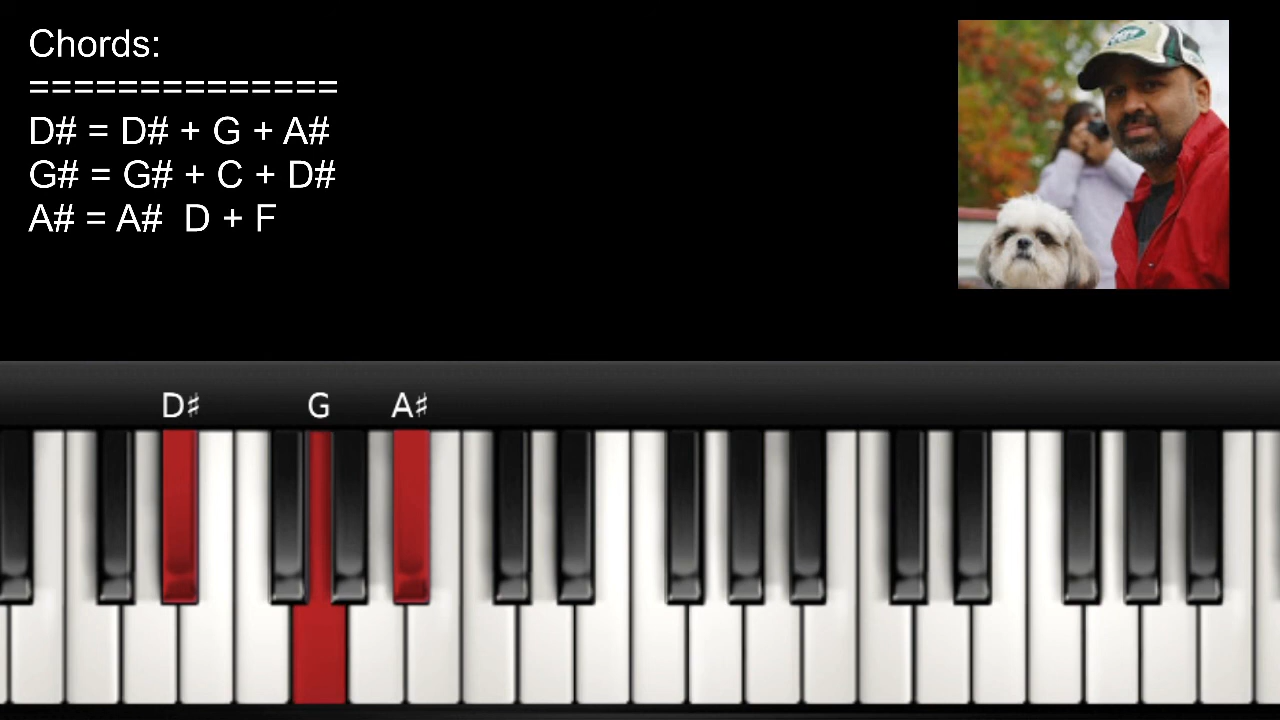 Chords:
==============
D# = D# + G + A#
G# = G# + C + D#
A# = A#  D + F
D♯ G A♯